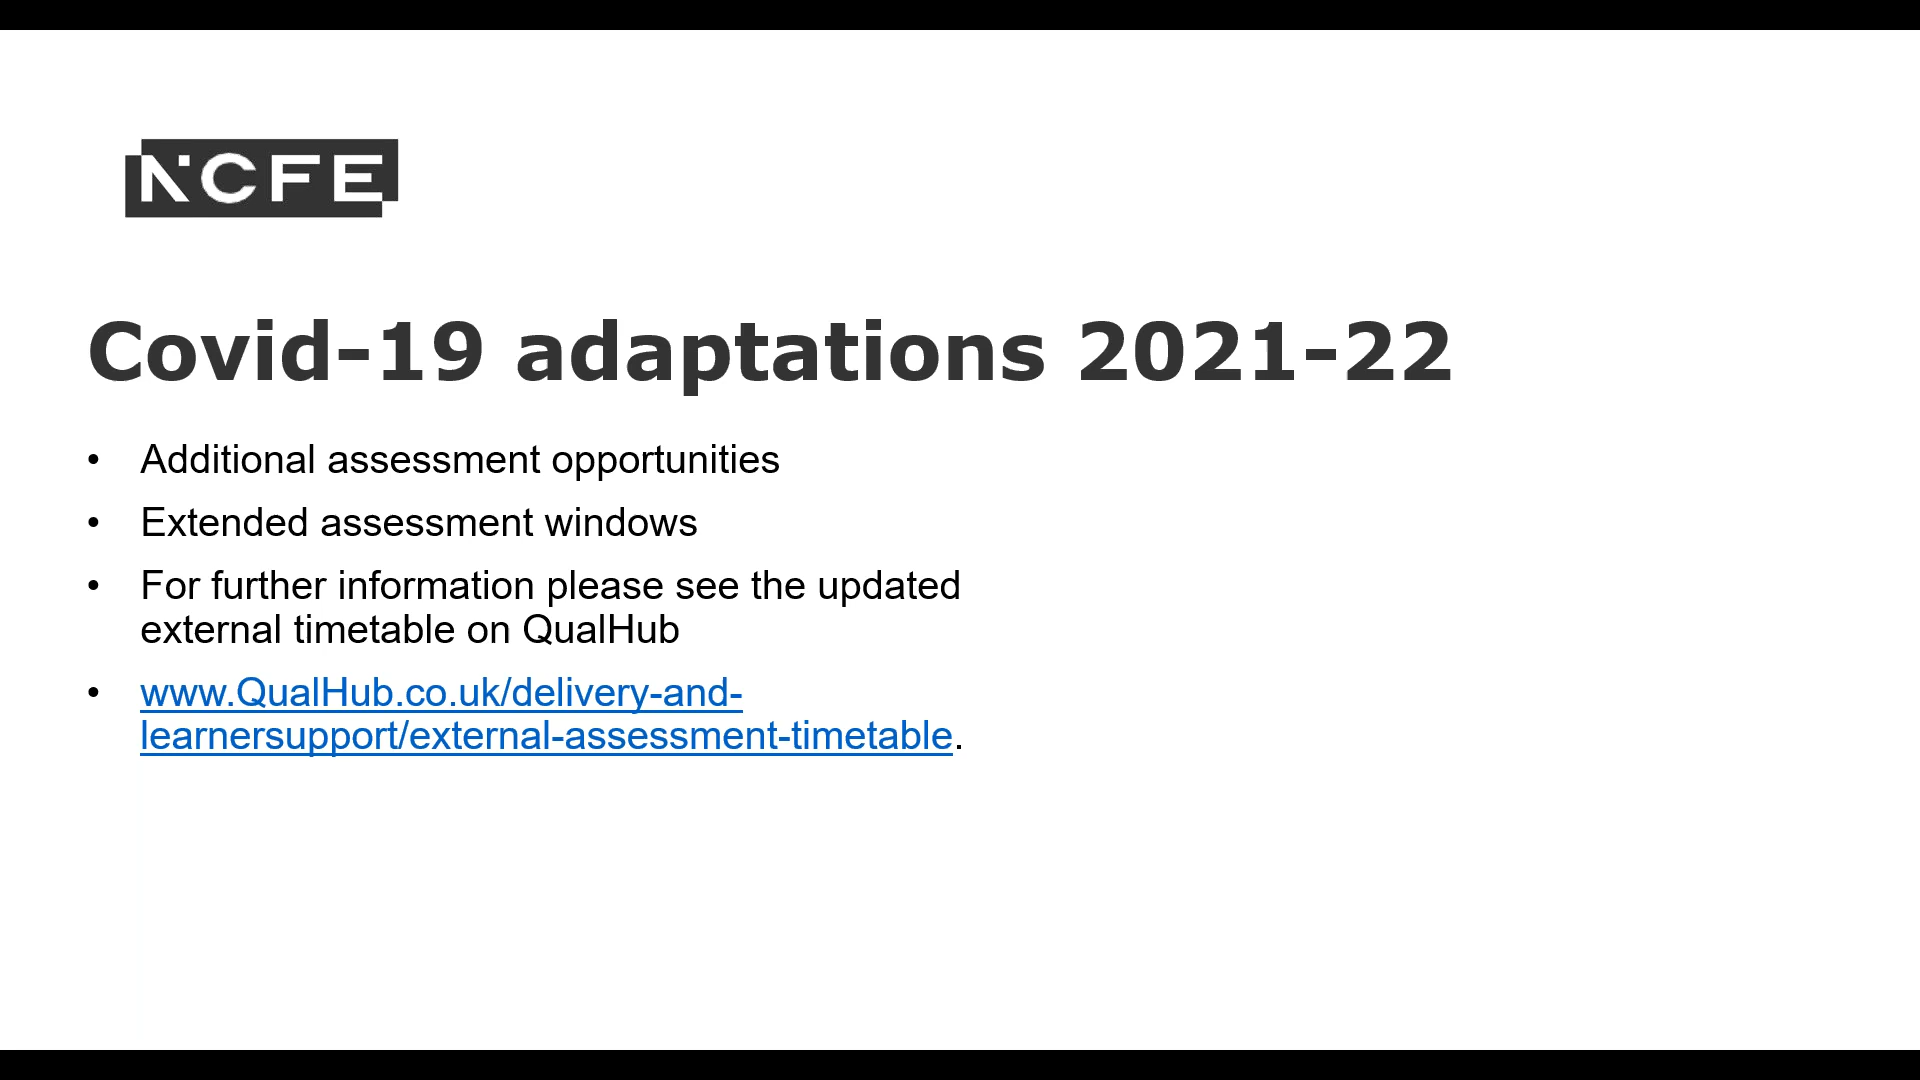 NCFE
Covid-19 adaptations 2021-22
• Additional assessment opportunities
• Extended assessment windows
• For further information please see the updated
external timetable on QualHub
• www.QualHub.co.uk/delivery-and-
learnersupport/external-assessment-timetable.